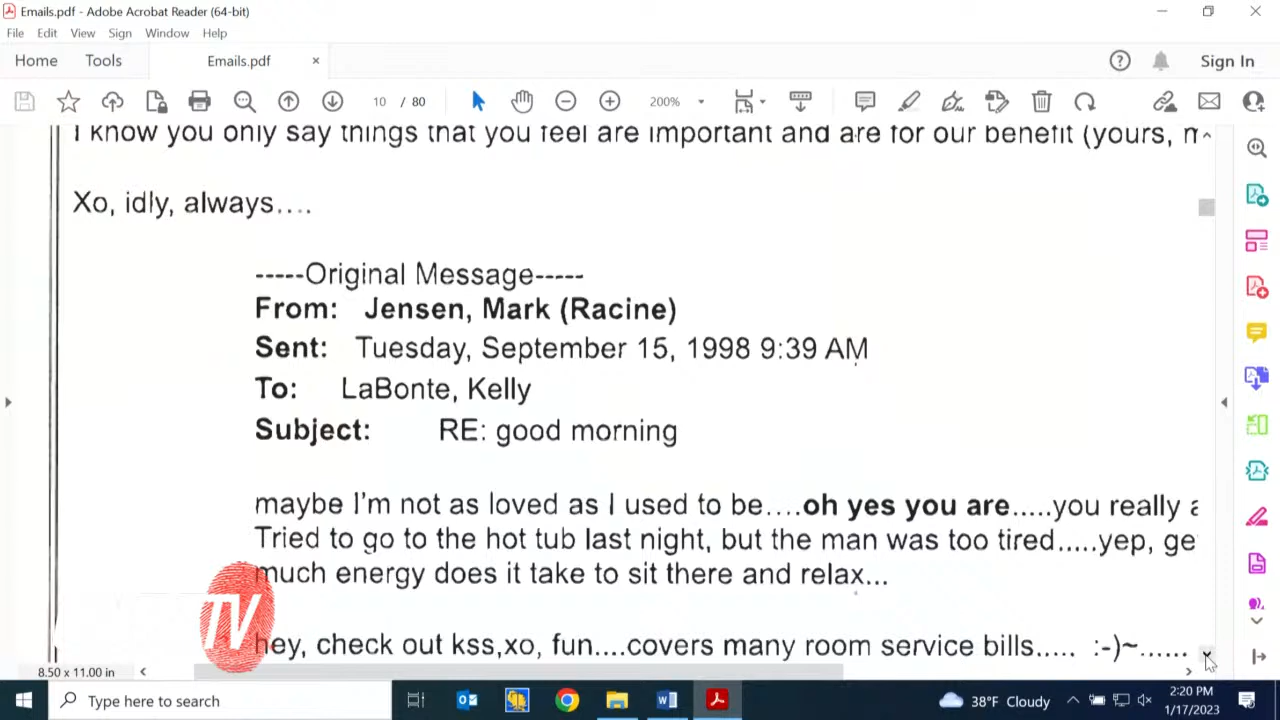 Emails.pdf - Adobe Acrobat Reader (64-bit)
File Edit View Sign Window Help
Home Tools Emails.pdf × Sign In
10 / 80 200%
I know you only say things that you feel are important and are for our benefit (yours, m
Xo, idly, always....
-----Original Message-----
From: Jensen, Mark (Racine)
Sent: Tuesday, September 15, 1998 9:39 AM
To: LaBonte, Kelly
Subject: RE: good morning
maybe I'm not as loved as I used to be....oh yes you are.....you really a
Tried to go to the hot tub last night, but the man was too tired.....yep, ge
much energy does it take to sit there and relax...
TV
hey, check out kss,xo, fun....covers many room service bills..... :-)~......
8.50 x 11.00 in
Type here to search
38°F Cloudy
2:20 PM
1/17/2023